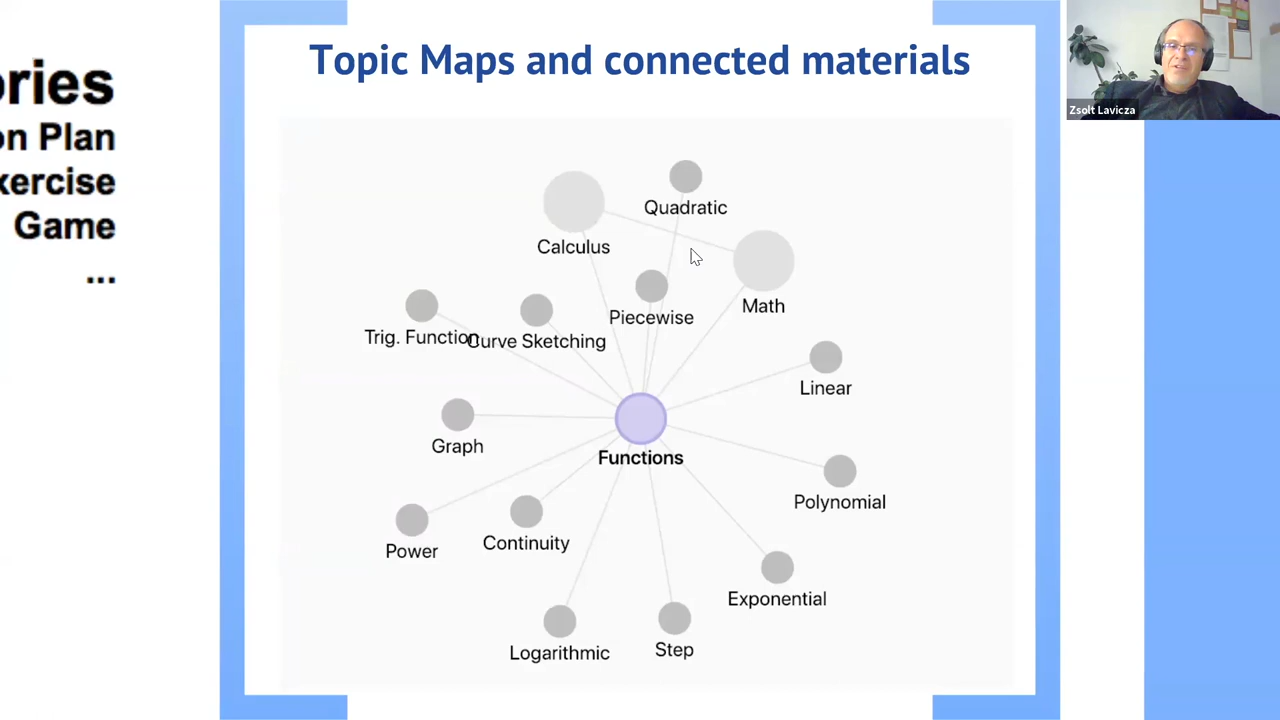 Topic Maps and connected materials
ories
on Plan
xercise
Game
...
Zsolt Lavicza
Quadratic
Calculus
Math
Piecewise
Trig. Function
Curve Sketching
Linear
Graph
Functions
Polynomial
Continuity
Power
Exponential
Logarithmic
Step